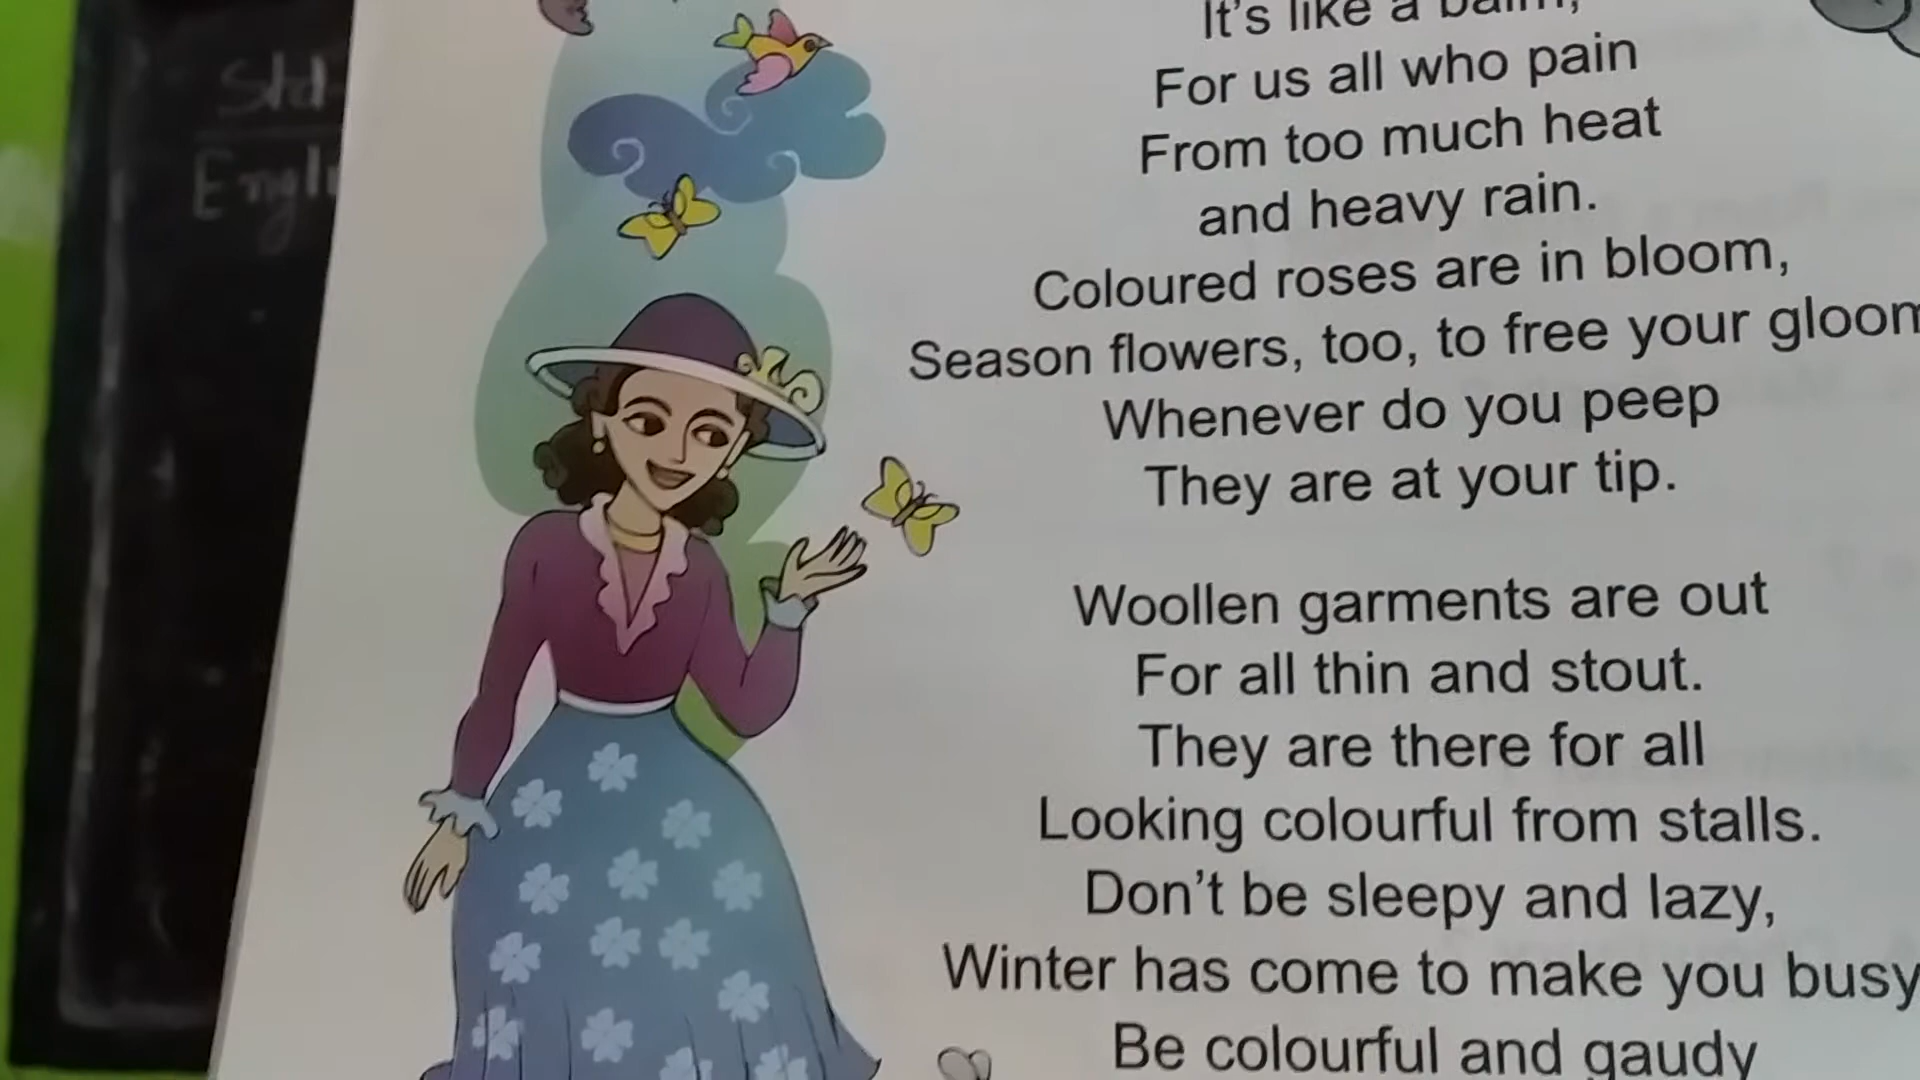 Std
Engl
It's like a balm,
For us all who pain
From too much heat
and heavy rain.
Coloured roses are in bloom,
Season flowers, too, to free your gloom
Whenever do you peep
They are at your tip.
Woollen garments are out
For all thin and stout.
They are there for all
Looking colourful from stalls.
Don't be sleepy and lazy,
Winter has come to make you busy
Be colourful and gaudy